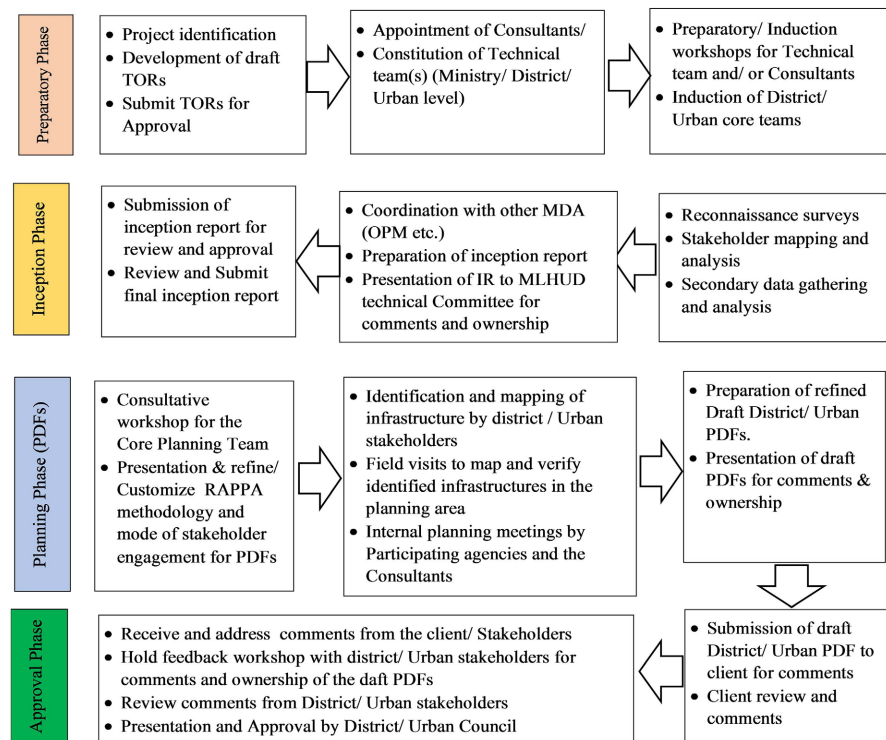 Preparatory Phase
• Project identification
• Development of draft
TORs
• Submit TORs for
Approval
• Appointment of Consultants/
• Constitution of Technical
team(s) (Ministry/ District/
Urban level)
• Preparatory/ Induction
workshops for Technical
team and/ or Consultants
• Induction of District/
Urban core teams
Inception Phase
• Submission of
inception report for
review and approval
• Review and Submit
final inception report
• Coordination with other MDA
(OPM etc.)
• Preparation of inception report
• Presentation of IR to MLHUD
technical Committee for
comments and ownership
• Reconnaissance surveys
• Stakeholder mapping and
analysis
• Secondary data gathering
and analysis
Planning Phase (PDFs)
• Consultative
workshop for the
Core Planning Team
• Presentation & refine/
Customize RAPPA
methodology and
mode of stakeholder
engagement for PDFs
• Identification and mapping of
infrastructure by district / Urban
stakeholders
• Field visits to map and verify
identified infrastructures in the
planning area
• Internal planning meetings by
Participating agencies and the
Consultants
• Preparation of refined
Draft District/ Urban
PDFs.
• Presentation of draft
PDFs for comments &
ownership
Approval Phase
• Receive and address comments from the client/ Stakeholders
• Hold feedback workshop with district/ Urban stakeholders for
comments and ownership of the daft PDFs
• Review comments from District/ Urban stakeholders
• Presentation and Approval by District/ Urban Council
• Submission of draft
District/ Urban PDF to
client for comments
• Client review and
comments